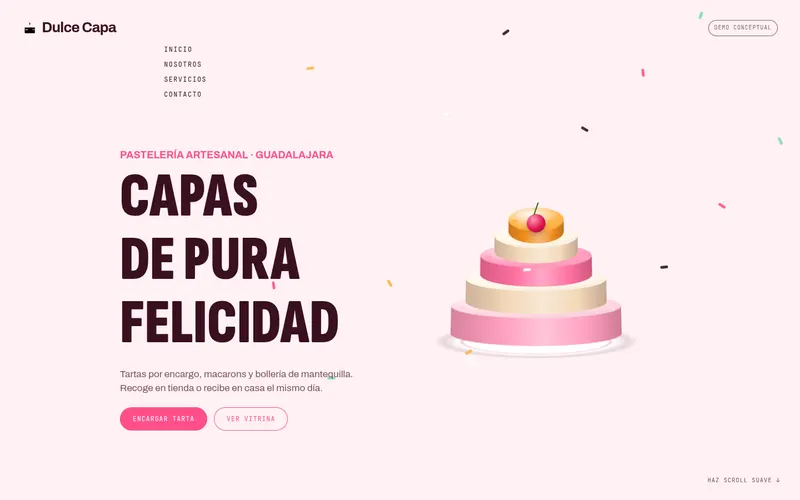 Dulce Capa
DEMO CONCEPTUAL
INICIO
NOSOTROS
SERVICIOS
CONTACTO
PASTELERÍA ARTESANAL · GUADALAJARA
CAPAS
DE PURA
FELICIDAD
Tartas por encargo, macarons y bollería de mantequilla.
Recoge en tienda o recibe en casa el mismo día.
ENCARGAR TARTA
VER VITRINA
HAZ SCROLL SUAVE ↓